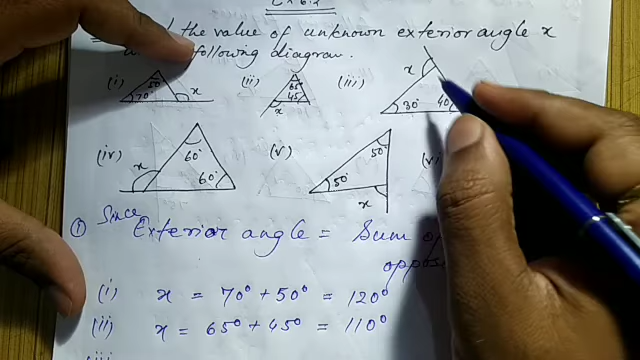 Ex 6.2
the value of unknown exterior angle x
following diagram.
(i) 50° 70° x
(ii) 65° 45° x
(iii) x 30° 40°
(iv) x 60° 60°
(v) 50° 50° x
(vi)
① Since Exterior angle = Sum of
(i) x = 70° + 50° = 120°
(ii) x = 65° + 45° = 110°